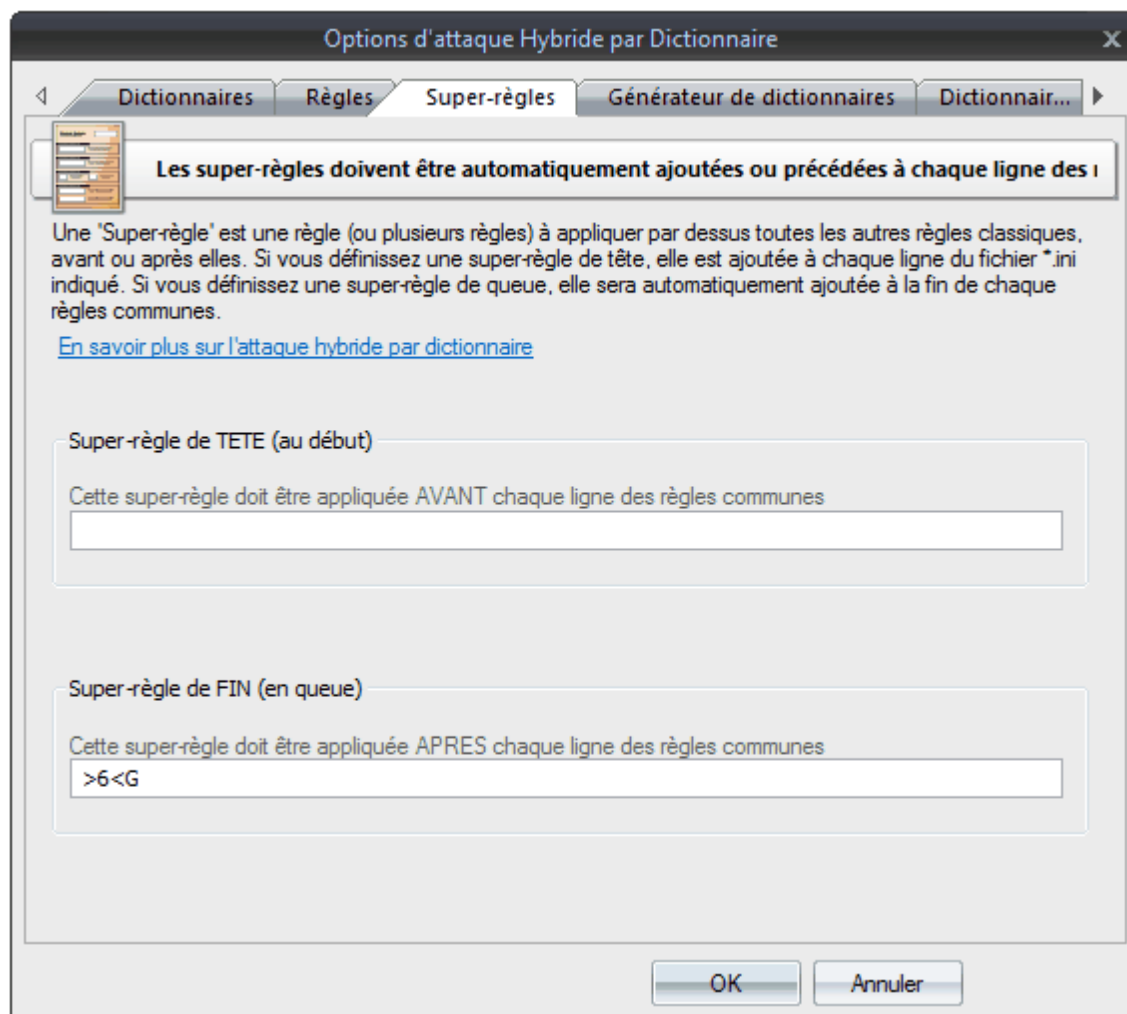 Options d'attaque Hybride par Dictionnaire
Dictionnaires Règles Super-règles Générateur de dictionnaires Dictionnair...
Les super-règles doivent être automatiquement ajoutées ou précédées à chaque ligne des
Une 'Super-règle' est une règle (ou plusieurs règles) à appliquer par dessus toutes les autres règles classiques,
avant ou après elles. Si vous définissez une super-règle de tête, elle est ajoutée à chaque ligne du fichier *.ini
indiqué. Si vous définissez une super-règle de queue, elle sera automatiquement ajoutée à la fin de chaque
règles communes.
En savoir plus sur l'attaque hybride par dictionnaire
Super-règle de TETE (au début)
Cette super-règle doit être appliquée AVANT chaque ligne des règles communes
Super-règle de FIN (en queue)
Cette super-règle doit être appliquée APRES chaque ligne des règles communes
>6<G
OK Annuler